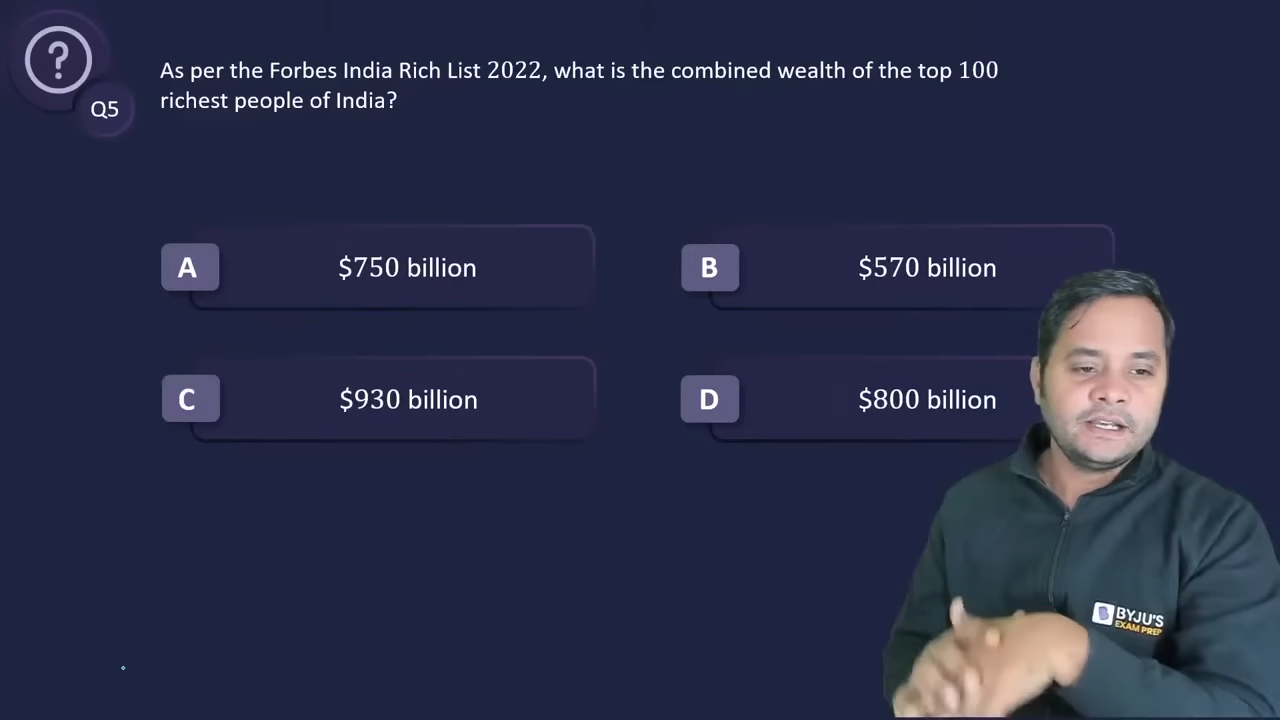 ?
Q5
As per the Forbes India Rich List 2022, what is the combined wealth of the top 100
richest people of India?
A
$750 billion
B
$570 billion
C
$930 billion
D
$800 billion
BYJU'S
EXAM PREP